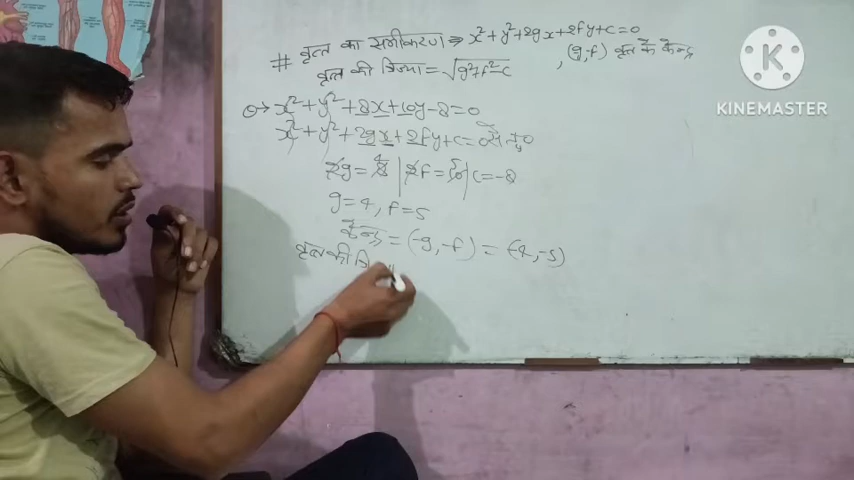 # वृत्त का समीकरण ⇒ x²+y²+2gx+2fy+c=0
वृत्त की त्रिज्या = √g²+f²-c , (-g,-f) वृत्त के केन्द्र
x²+y²+8x+10y-8=0
x²+y²+2gx+2fy+c=0 से
2g=8 | 2f=10 | c=-8
g=4, f=5
केन्द्र = (-g,-f) = (-4,-5)
वृत्त की त्रि
KINEMASTER